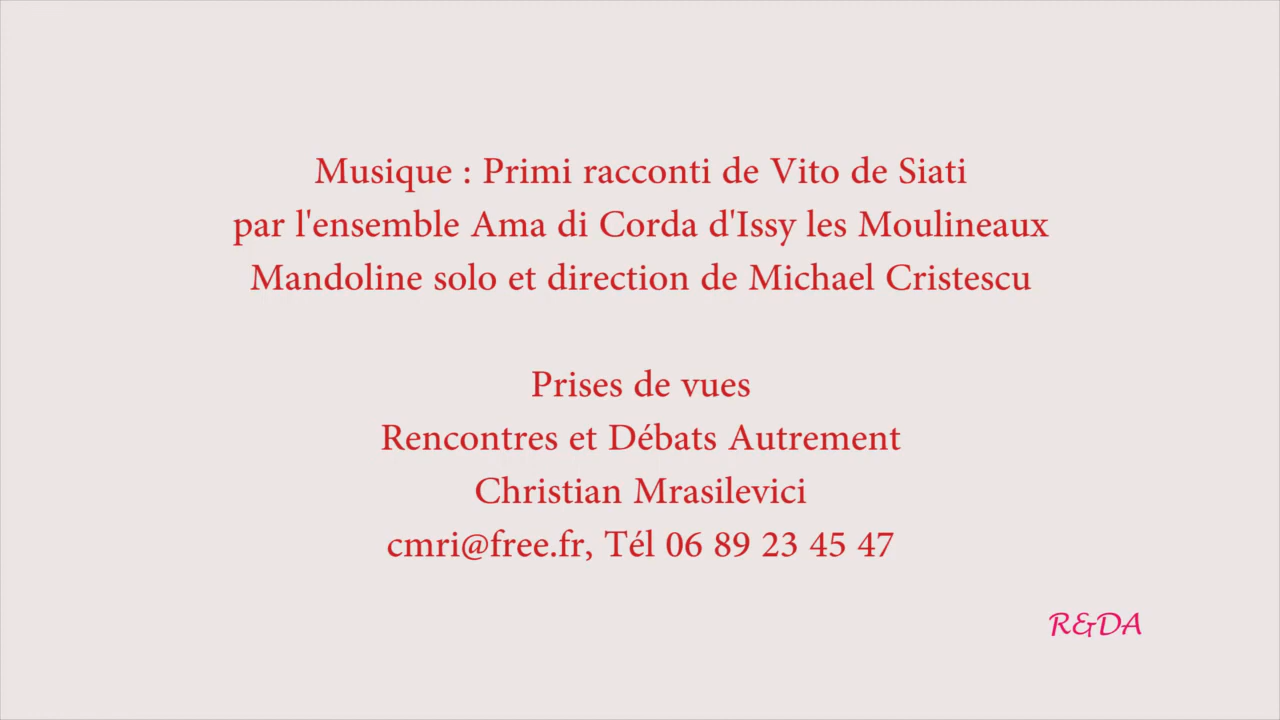 Musique : Primi racconti de Vito de Siati
par l'ensemble Ama di Corda d'Issy les Moulineaux
Mandoline solo et direction de Michael Cristescu
Prises de vues
Rencontres et Débats Autrement
Christian Mrasilevici
cmri@free.fr, Tél 06 89 23 45 47
R&DA